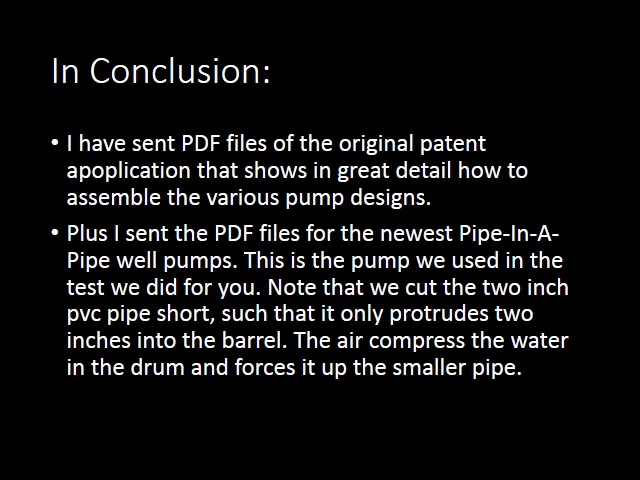 In Conclusion:
• I have sent PDF files of the original patent
apoplication that shows in great detail how to
assemble the various pump designs.
• Plus I sent the PDF files for the newest Pipe-In-A-
Pipe well pumps. This is the pump we used in the
test we did for you. Note that we cut the two inch
pvc pipe short, such that it only protrudes two
inches into the barrel. The air compress the water
in the drum and forces it up the smaller pipe.